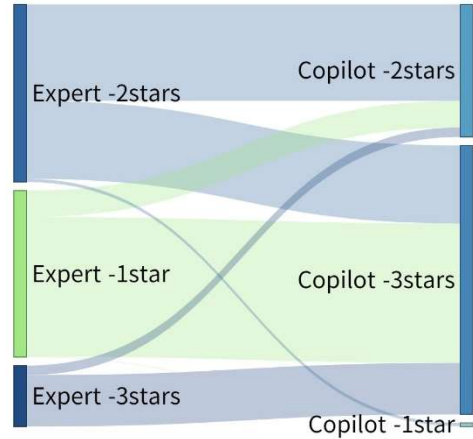 Copilot -2stars
Expert -2stars
Expert -1star
Copilot -3stars
Expert -3stars
Copilot -1star